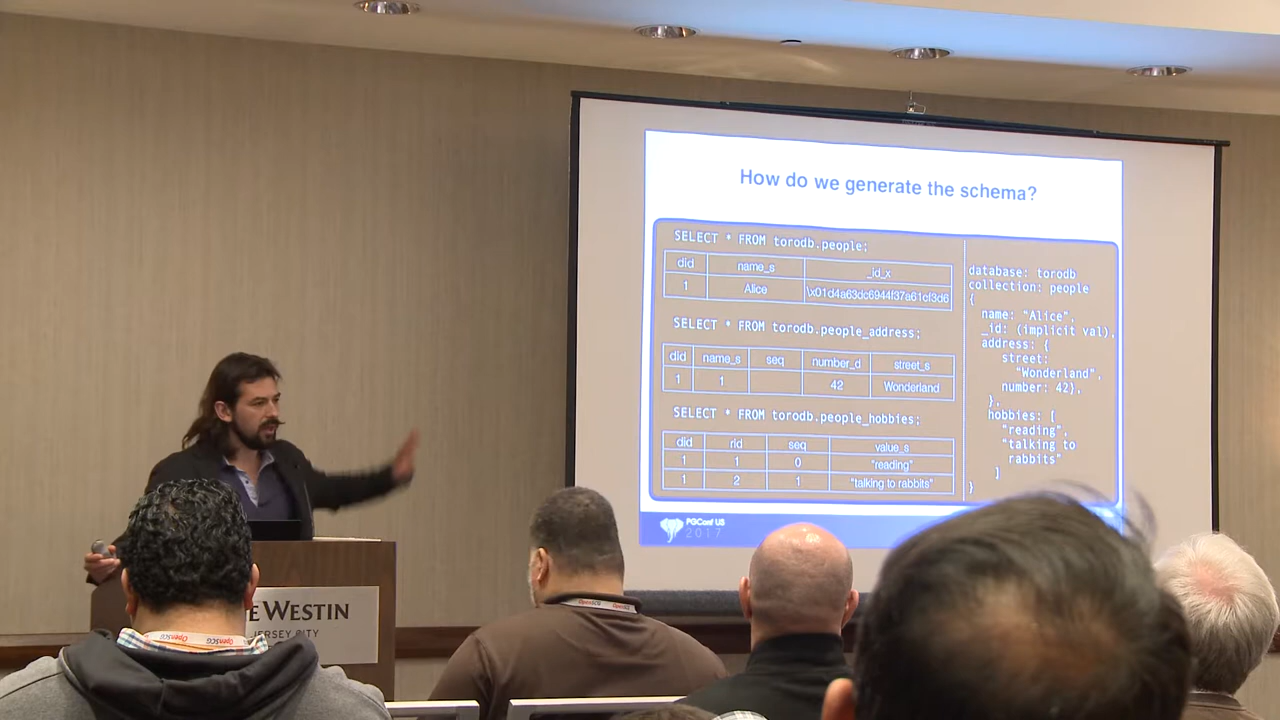 How do we generate the schema?
SELECT * FROM torodb.people;
did name_s _id_x
1 Alice \x01d4a63dc6944f37a61cf3d6
SELECT * FROM torodb.people_address;
did name_s seq number_d street_s
1 1 42 Wonderland
SELECT * FROM torodb.people_hobbies;
did rid seq value_s
1 1 0 "reading"
1 2 1 "talking to rabbits"
database: torodb
collection: people
{
name: "Alice",
_id: (implicit val),
address: {
street:
"Wonderland",
number: 42},
},
hobbies: [
"reading",
"talking to
rabbits"
]
}
PGConf US
2017
E WESTIN
JERSEY CITY
OpenSCG OpenSCG
OpenSCG